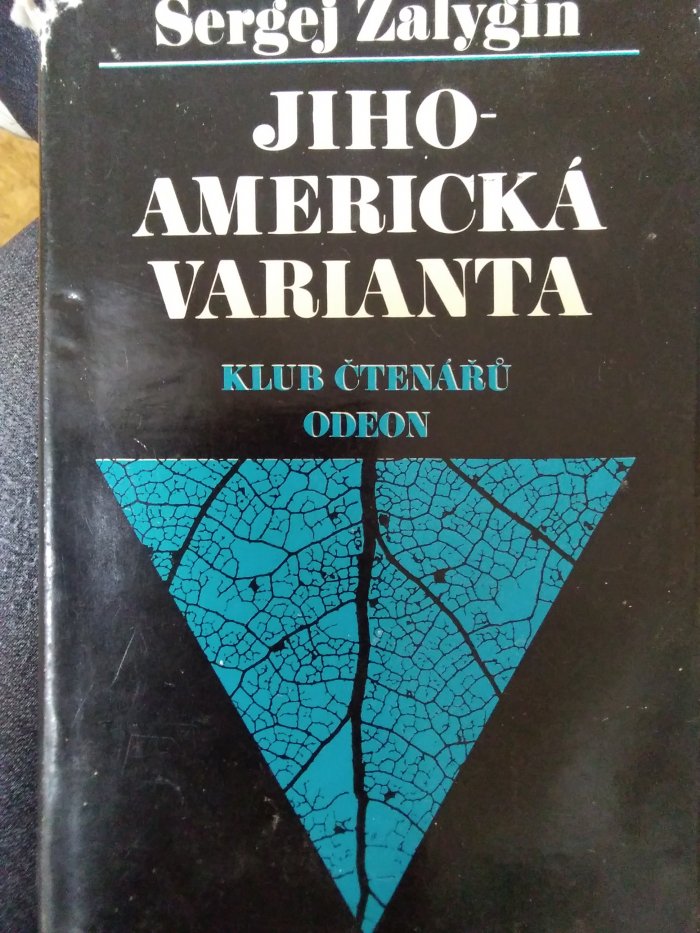 Sergej Zalygin
JIHO-
AMERICKÁ
VARIANTA
KLUB ČTENÁŘŮ
ODEON